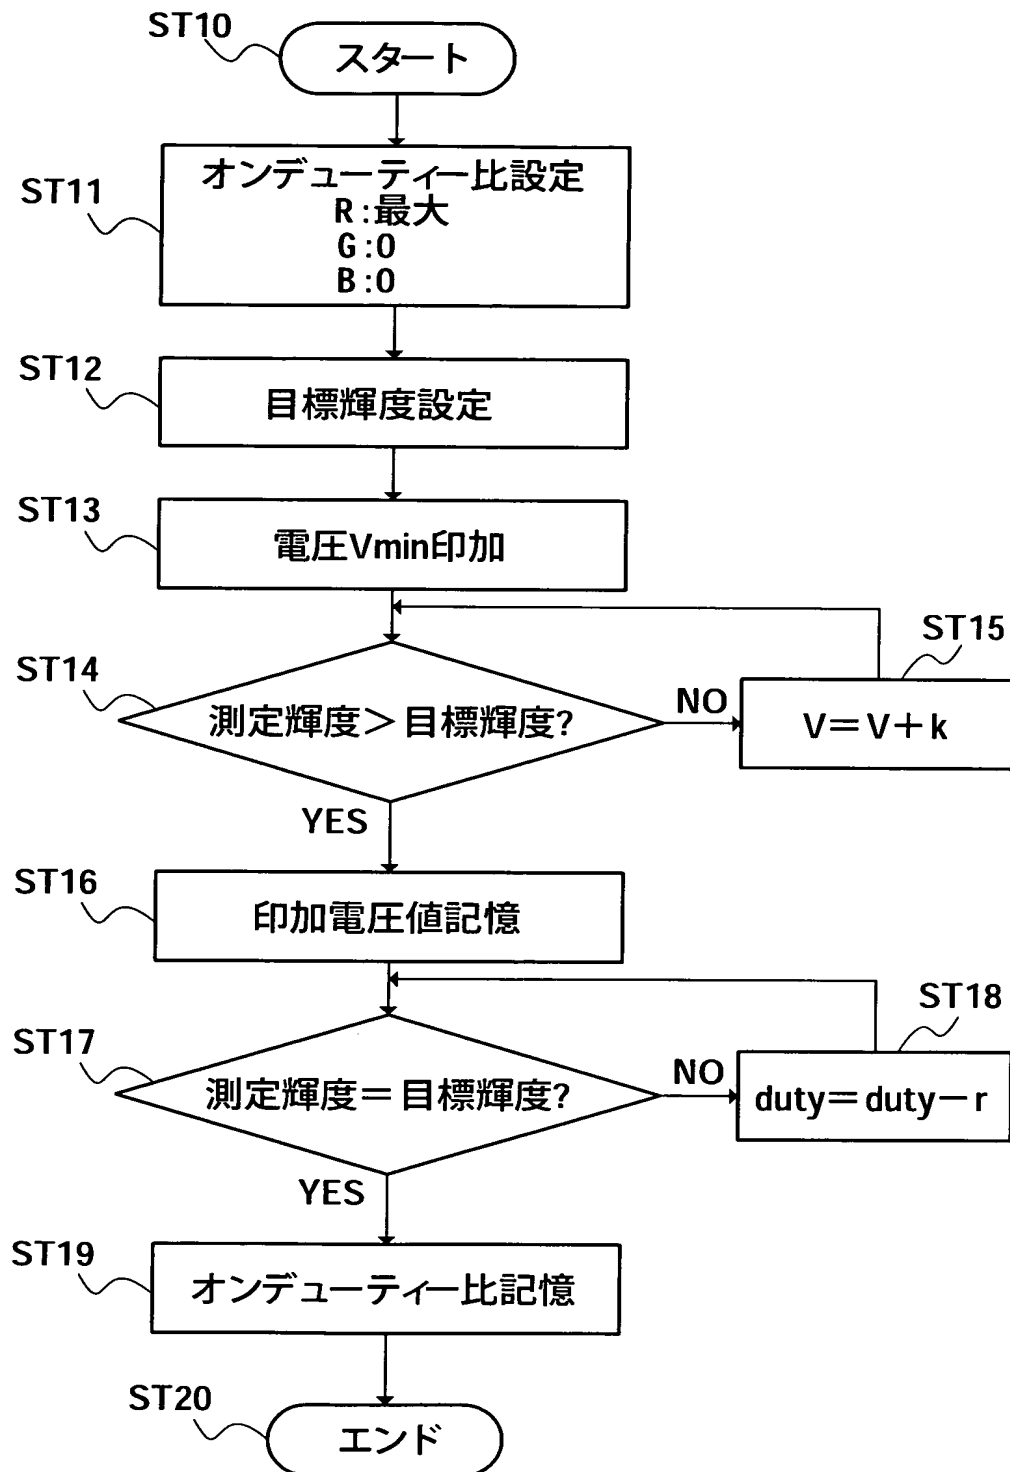 ST10
スタート
ST11
オンデューティー比設定
R:最大
G:0
B:0
ST12
目標輝度設定
ST13
電圧Vmin印加
ST14
測定輝度>目標輝度?
NO
ST15
V=V+k
YES
ST16
印加電圧値記憶
ST17
測定輝度=目標輝度?
NO
ST18
duty=duty-r
YES
ST19
オンデューティー比記憶
ST20
エンド